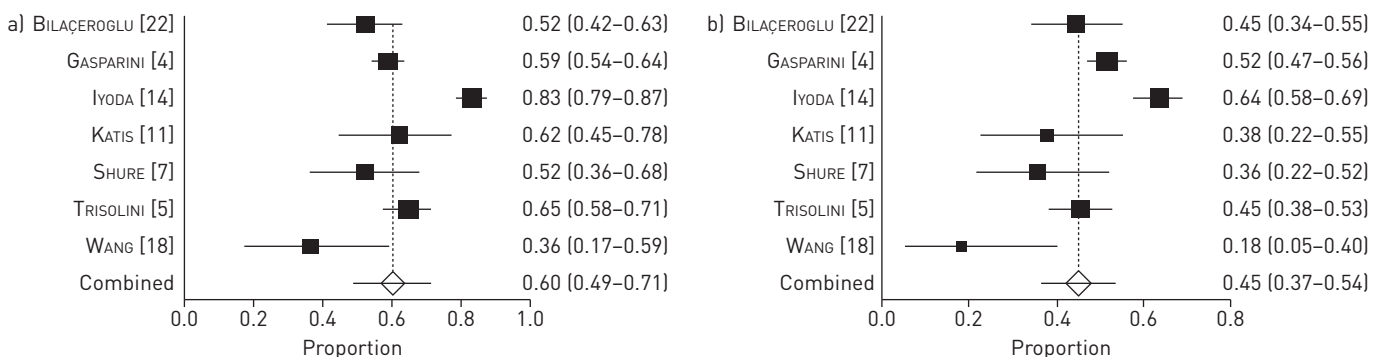 a) BILAÇEROGLU [22] 0.52 (0.42–0.63)
GASPARINI [4] 0.59 (0.54–0.64)
IYODA [14] 0.83 (0.79–0.87)
KATIS [11] 0.62 (0.45–0.78)
SHURE [7] 0.52 (0.36–0.68)
TRISOLINI [5] 0.65 (0.58–0.71)
WANG [18] 0.36 (0.17–0.59)
Combined 0.60 (0.49–0.71)
0.0 0.2 0.4 0.6 0.8 1.0
Proportion
b) BILAÇEROGLU [22] 0.45 (0.34–0.55)
GASPARINI [4] 0.52 (0.47–0.56)
IYODA [14] 0.64 (0.58–0.69)
KATIS [11] 0.38 (0.22–0.55)
SHURE [7] 0.36 (0.22–0.52)
TRISOLINI [5] 0.45 (0.38–0.53)
WANG [18] 0.18 (0.05–0.40)
Combined 0.45 (0.37–0.54)
0.0 0.2 0.4 0.6 0.8
Proportion